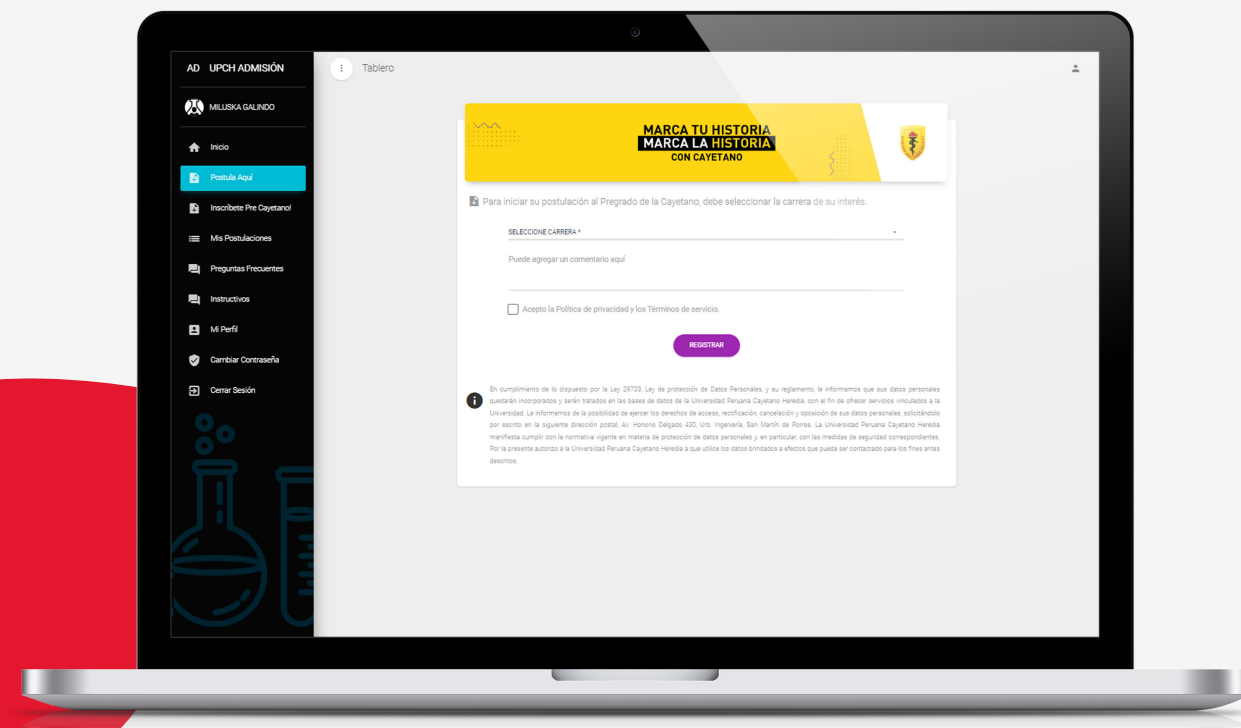 AD UPCH ADMISIÓN
MILUSKA GALINDO
Inicio
Postula Aquí
Inscríbete Pre Cayetano!
Mis Postulaciones
Preguntas Frecuentes
Instructivos
Mi Perfil
Cambiar Contraseña
Cerrar Sesión
Tablero
MARCA TU HISTORIA
MARCA LA HISTORIA
CON CAYETANO
Para iniciar su postulación al Pregrado de la Cayetano, debe seleccionar la carrera de su interés:
SELECCIONE CARRERA *
Puede agregar un comentario aquí
Acepto la Política de privacidad y los Términos de servicio.
REGISTRAR
En cumplimiento de lo dispuesto por la Ley 29733, Ley de protección de Datos Personales, y su reglamento, le informamos que sus datos personales
quedarán incorporados y serán tratados en las bases de datos de la Universidad Peruana Cayetano Heredia, con el fin de ofrecer servicios vinculados a la
Universidad. Le informamos de la posibilidad de ejercer los derechos de acceso, rectificación, cancelación y oposición de sus datos personales, solicitándolo
por escrito en la siguiente dirección postal, Av. Honorio Delgado 430, Urb. Ingeniería, San Martín de Porres. La Universidad Peruana Cayetano Heredia
manifiesta cumplir con la normativa vigente en materia de protección de datos personales y, en particular, con las medidas de seguridad correspondientes.
Por la presente autorizo a la Universidad Peruana Cayetano Heredia a que utilice los datos brindados a efectos que pueda ser contactado para los fines antes
descritos.